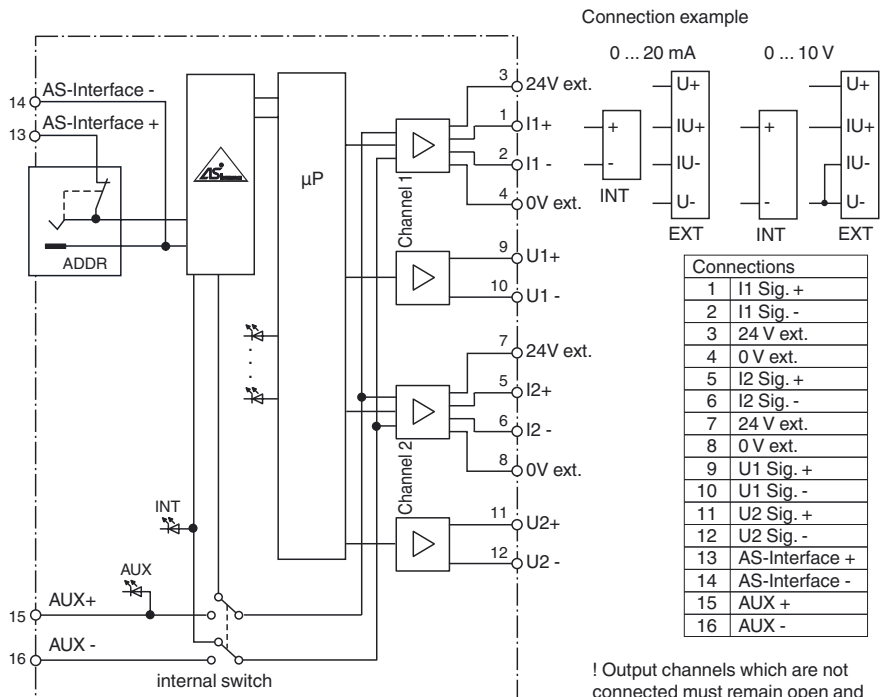 Connection example
0 ... 20 mA
0 ... 10 V
14
AS-Interface -
13
AS-Interface +
ADDR
ASi
µP
Channel 1
3
24V ext.
1
I1+
2
I1 -
4
0V ext.
9
U1+
10
U1 -
Channel 2
7
24V ext.
5
I2+
6
I2 -
8
0V ext.
11
U2+
12
U2 -
INT
AUX
15
AUX+
16
AUX -
internal switch
+
-
INT
U+
IU+
IU-
U-
EXT
+
-
INT
U+
IU+
IU-
U-
EXT
Connections
1 I1 Sig. +
2 I1 Sig. -
3 24 V ext.
4 0 V ext.
5 I2 Sig. +
6 I2 Sig. -
7 24 V ext.
8 0 V ext.
9 U1 Sig. +
10 U1 Sig. -
11 U2 Sig. +
12 U2 Sig. -
13 AS-Interface +
14 AS-Interface -
15 AUX +
16 AUX -
! Output channels which are not
connected must remain open and